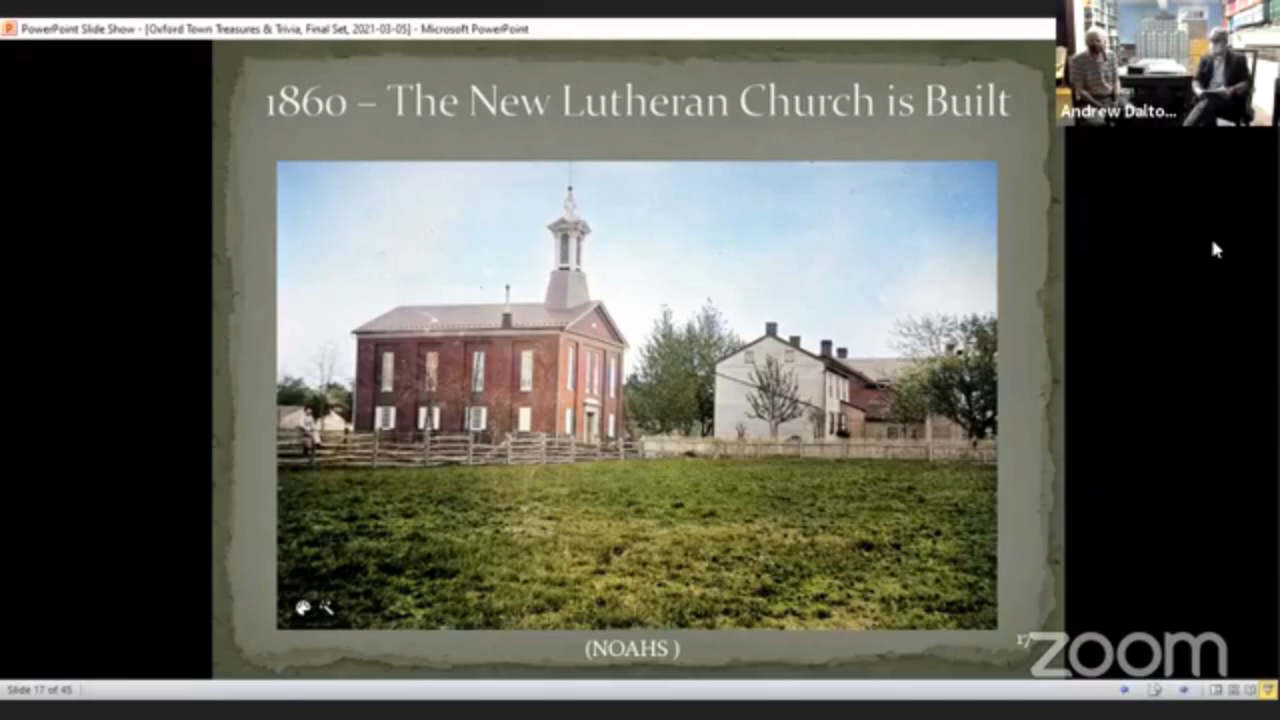 PowerPoint Slide Show - [Oxford Town Treasures & Trivia, Final Set, 2021-03-05] - Microsoft PowerPoint
1860 – The New Lutheran Church is Built
Andrew Dalto...
(NOAHS )
17
zoom
Slide 17 of 45